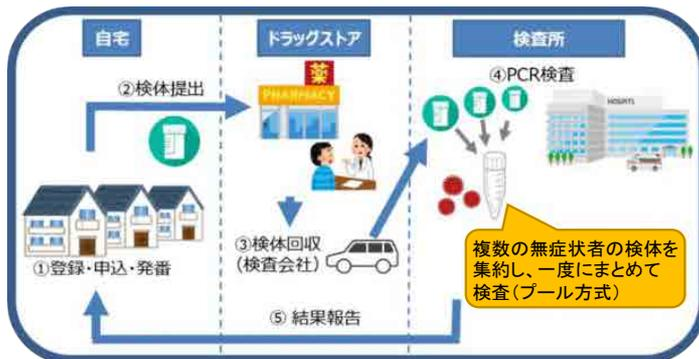 自宅
ドラッグストア
検査所
②検体提出
薬
PHARMACY
④PCR検査
HOSPITAL
①登録・申込・発番
③検体回収
(検査会社)
複数の無症状者の検体を
集約し、一度にまとめて
検査(プール方式)
⑤ 結果報告